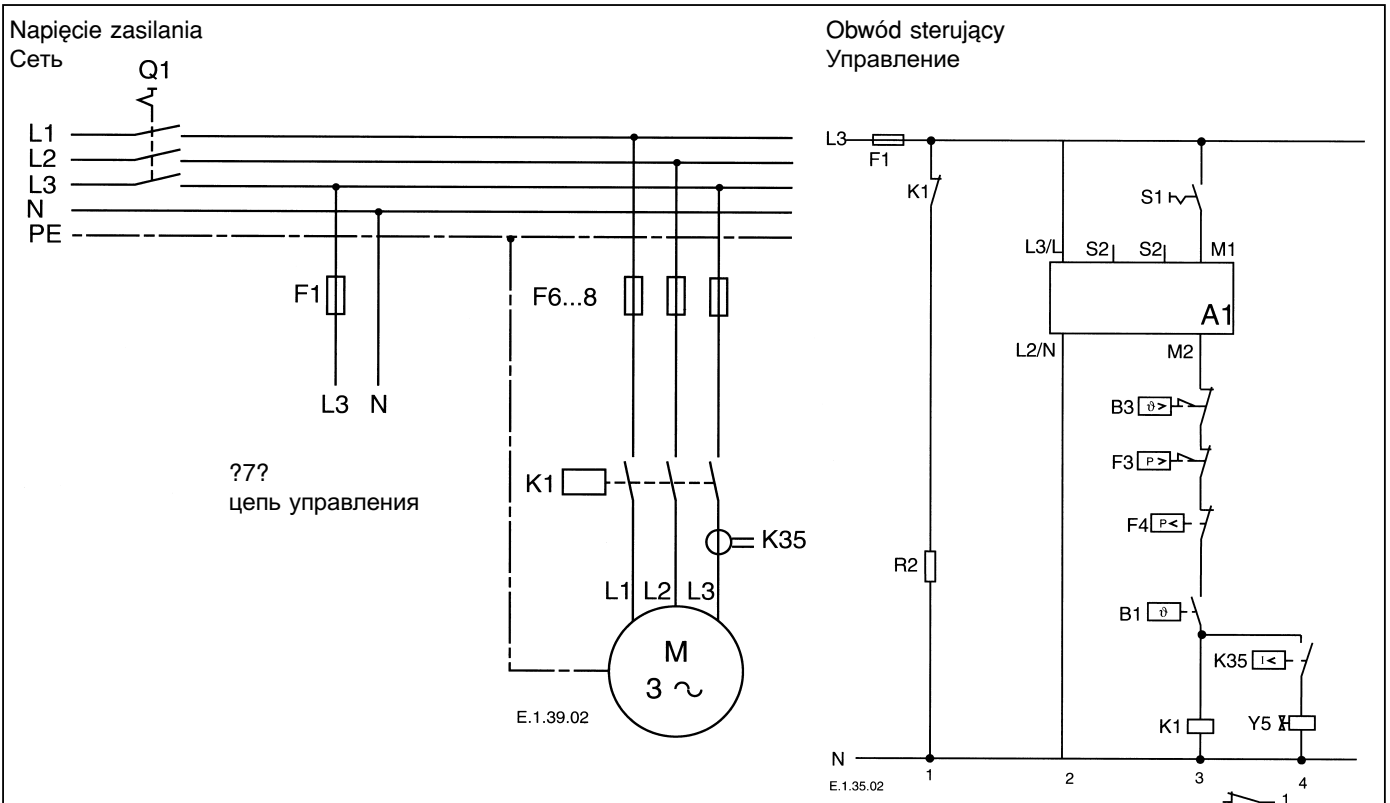 Napięcie zasilania
Сеть
Q1
L1
L2
L3
N
PE
F1
F6...8
L3 N
?7?
цепь управления
K1
K35
L1 L2 L3
M
3 ~
E.1.39.02
Obwód sterujący
Управление
L3
F1
K1
S1
L3/L S2 S2 M1
A1
L2/N M2
B3 ϑ>
F3 P>
F4 P<
R2
B1 ϑ
K35 I<
K1 Y5
N
E.1.35.02
1 2 3 4
1